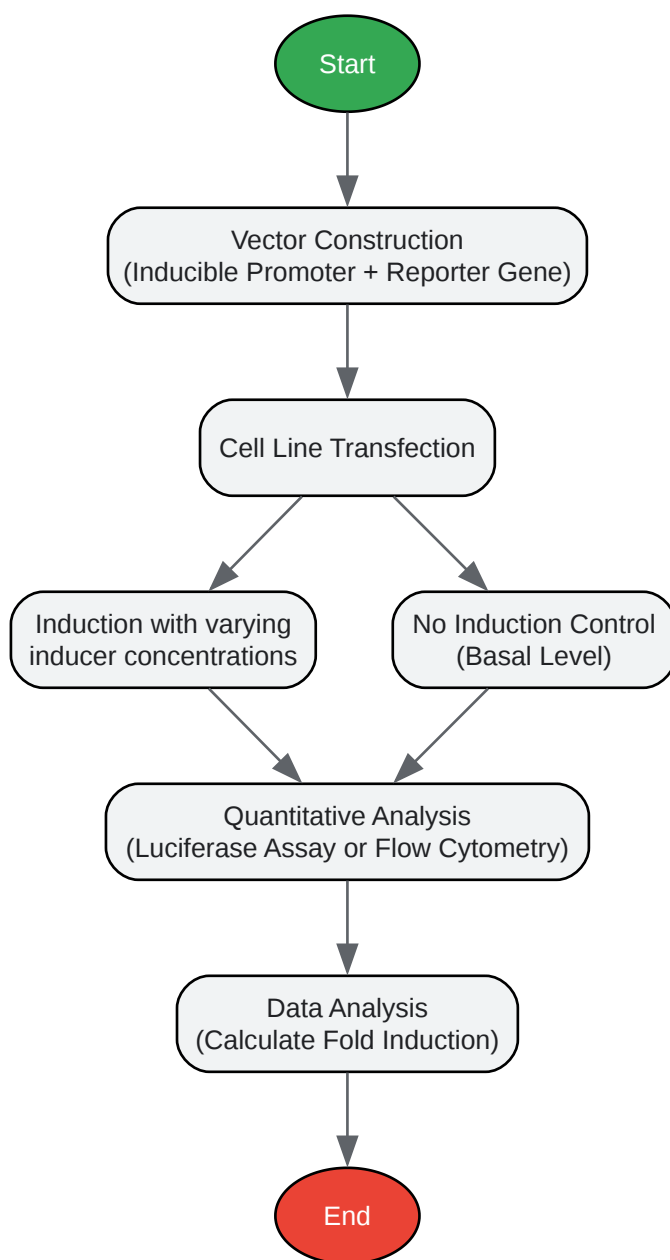 Start
Vector Construction
(Inducible Promoter + Reporter Gene)
Cell Line Transfection
Induction with varying
inducer concentrations
No Induction Control
(Basal Level)
Quantitative Analysis
(Luciferase Assay or Flow Cytometry)
Data Analysis
(Calculate Fold Induction)
End